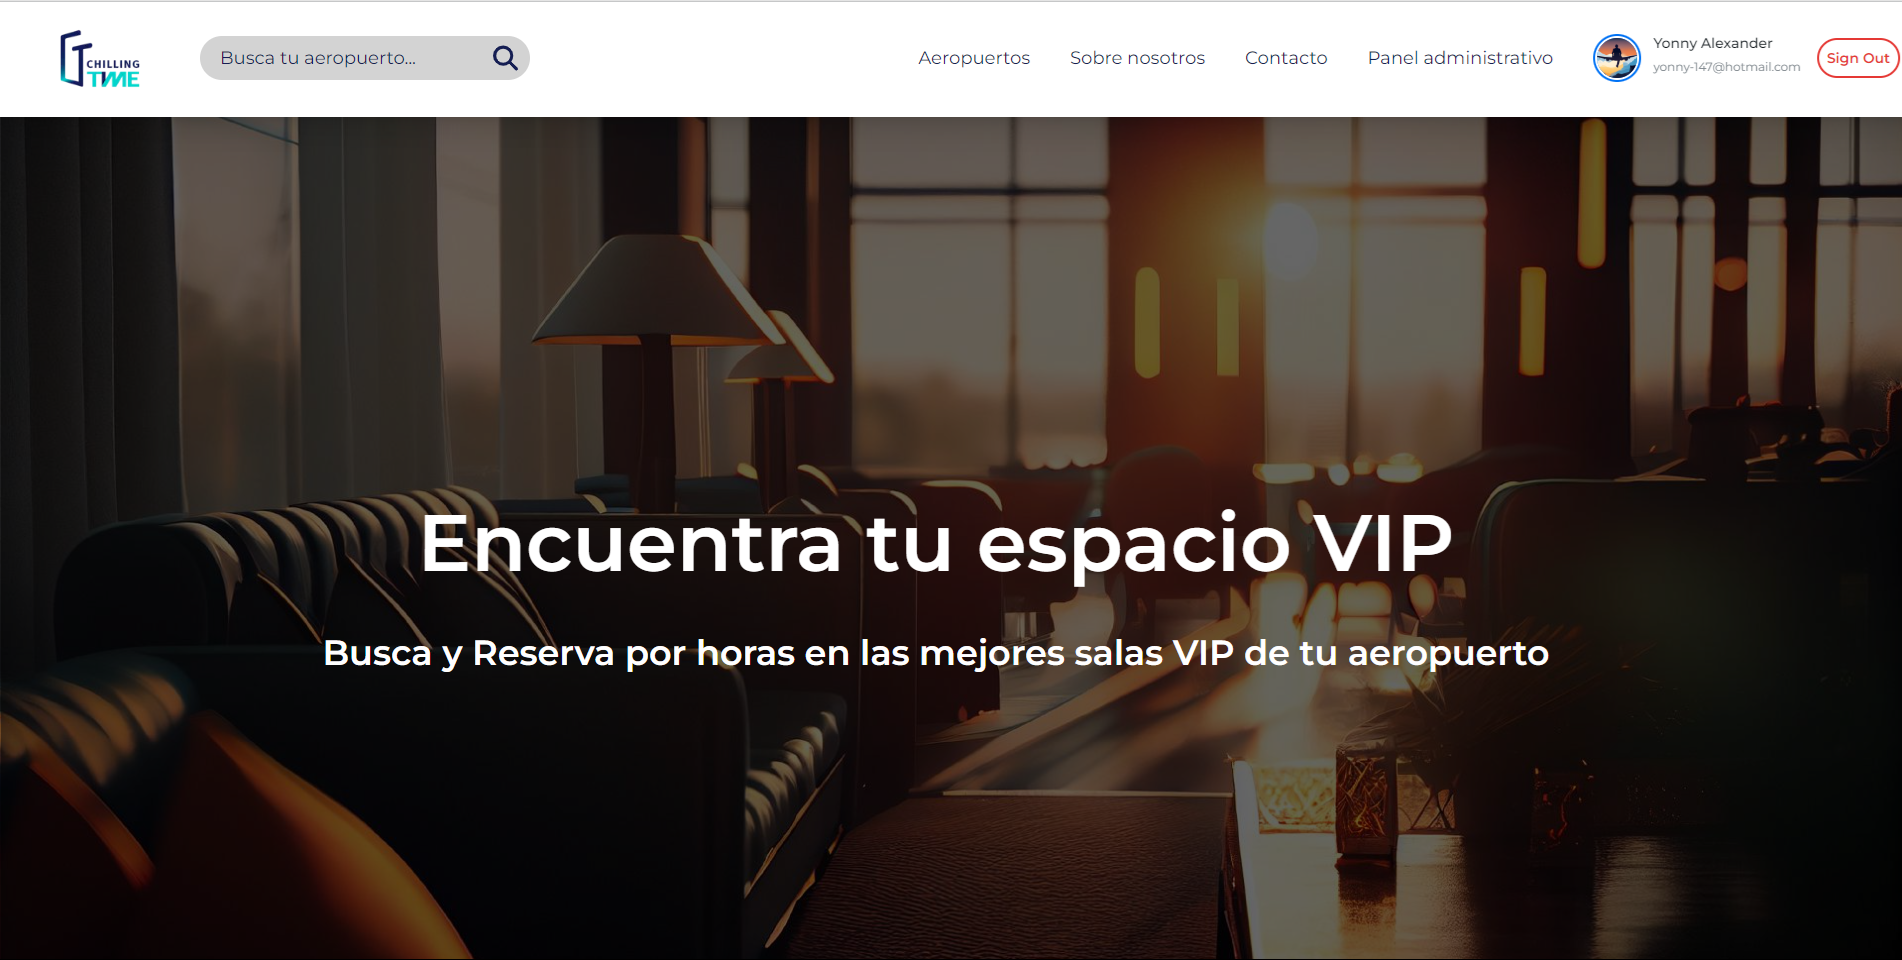 CHILLING
TIME
Busca tu aeropuerto...
Aeropuertos
Sobre nosotros
Contacto
Panel administrativo
Yonny Alexander
yonny-147@hotmail.com
Sign Out
Encuentra tu espacio VIP
Busca y Reserva por horas en las mejores salas VIP de tu aeropuerto